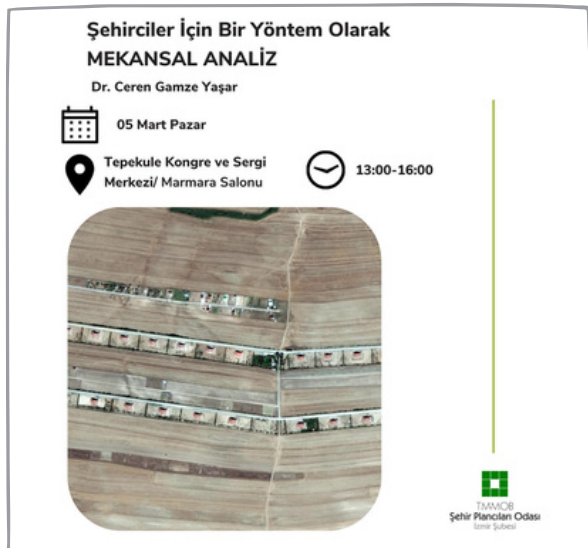 Şehirciler İçin Bir Yöntem Olarak
MEKANSAL ANALİZ
Dr. Ceren Gamze Yaşar
05 Mart Pazar
Tepekule Kongre ve Sergi
Merkezi/ Marmara Salonu
13:00-16:00
TMMOB
Şehir Plancıları Odası
İzmir Şubesi